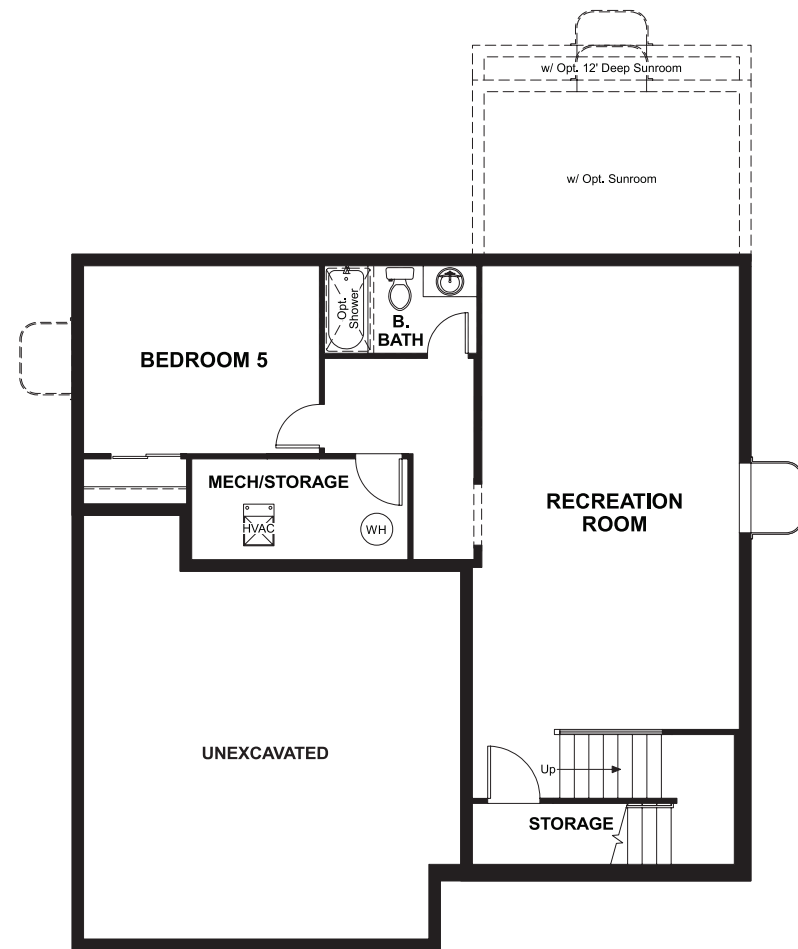 w/ Opt. 12' Deep Sunroom
w/ Opt. Sunroom
Opt.
Shower
B.
BATH
BEDROOM 5
MECH/STORAGE
HVAC
WH
RECREATION
ROOM
UNEXCAVATED
Up
STORAGE